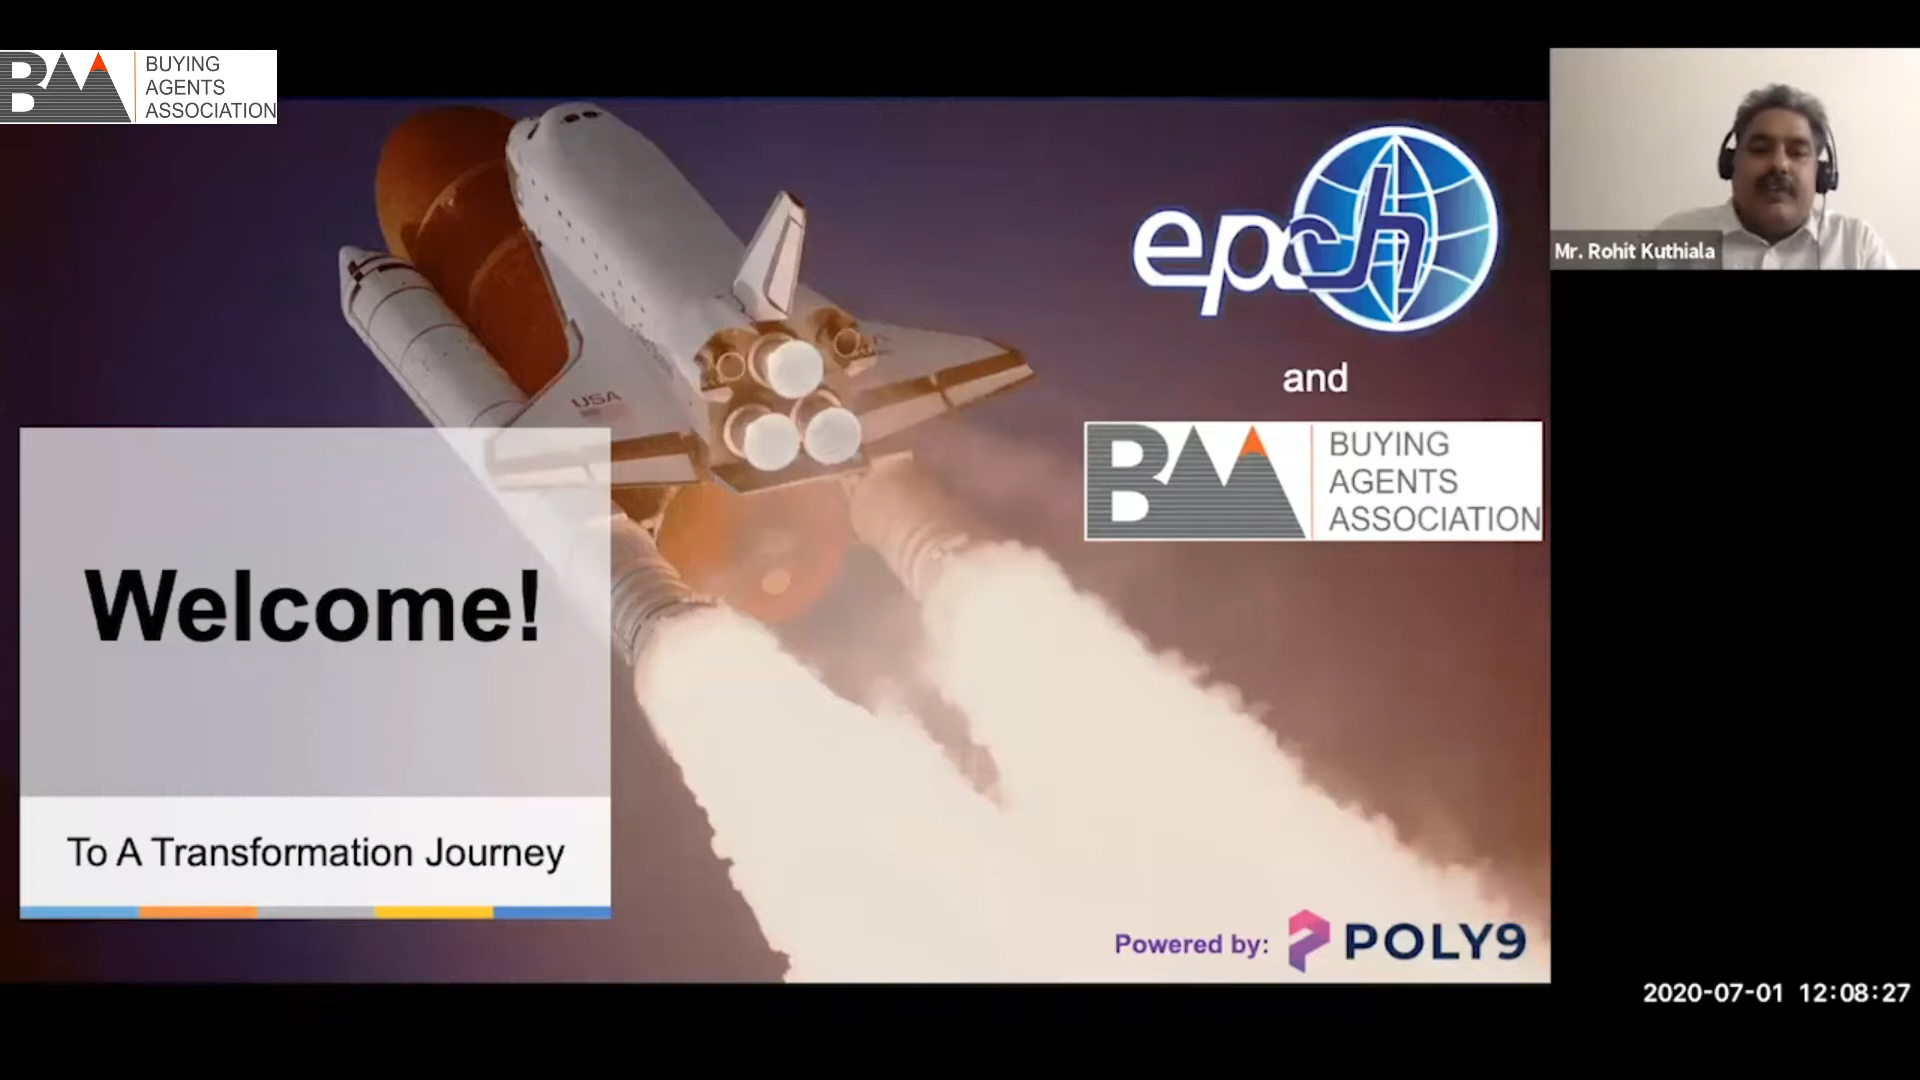 BUYING
AGENTS
ASSOCIATION
epch
Mr. Rohit Kuthiala
and
USA
BA
BUYING
AGENTS
ASSOCIATION
Welcome!
To A Transformation Journey
Powered by: POLY9
2020-07-01 12:08:27